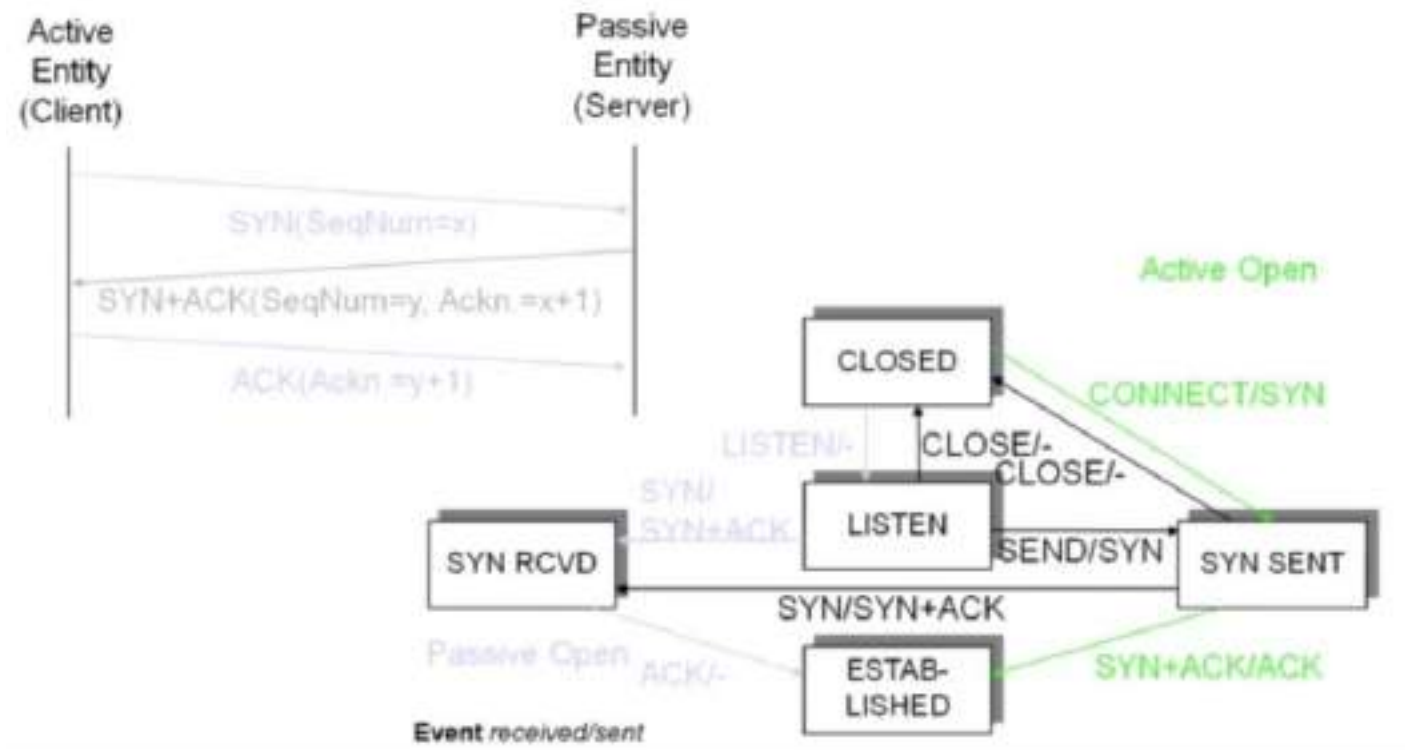 Active
Entity
(Client)
Passive
Entity
(Server)
SYN(SeqNum=x)
SYN+ACK(SeqNum=y, Ackn.=x+1)
ACK(Ackn.=y+1)
Active Open
CLOSED
CONNECT/SYN
LISTEN/-
CLOSE/-
CLOSE/-
SYN/
SYN+ACK
LISTEN
SEND/SYN
SYN RCVD
SYN SENT
SYN/SYN+ACK
Passive Open
ACK/-
ESTAB-
LISHED
SYN+ACK/ACK
Event received/sent